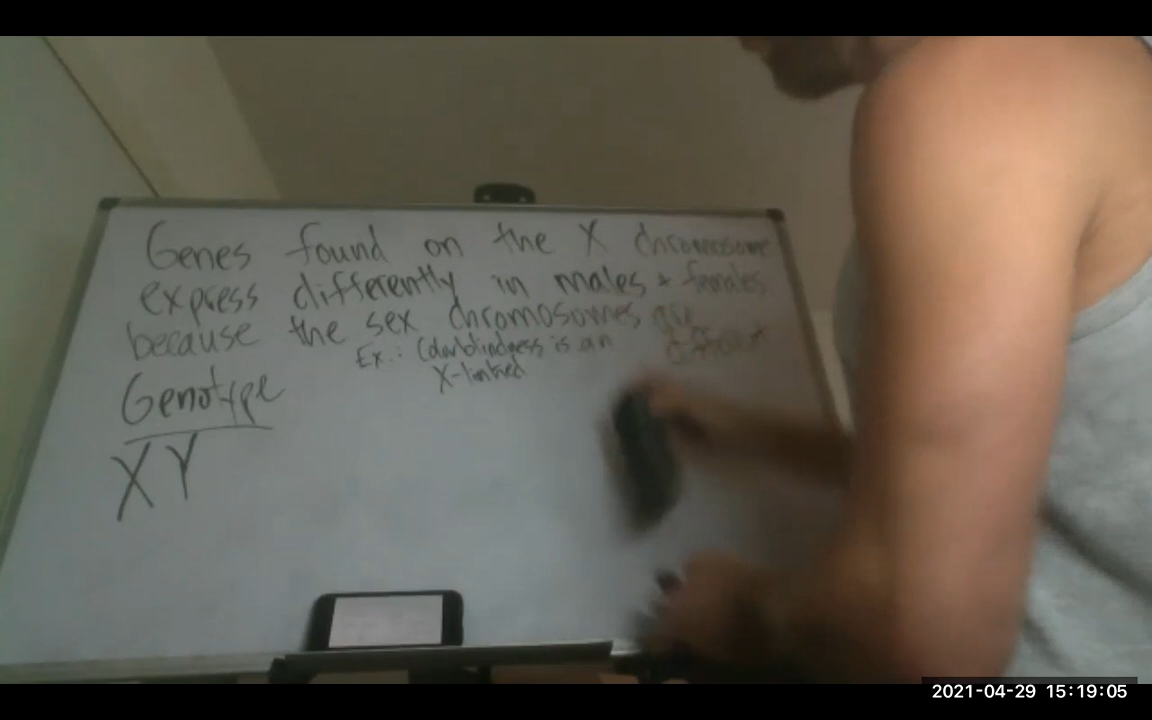 Genes found on the X chromosome
express differently in males + females
because the sex chromosomes are
different
Ex.: Colorblindness is an
X-linked
Genotype
XY
2021-04-29 15:19:05